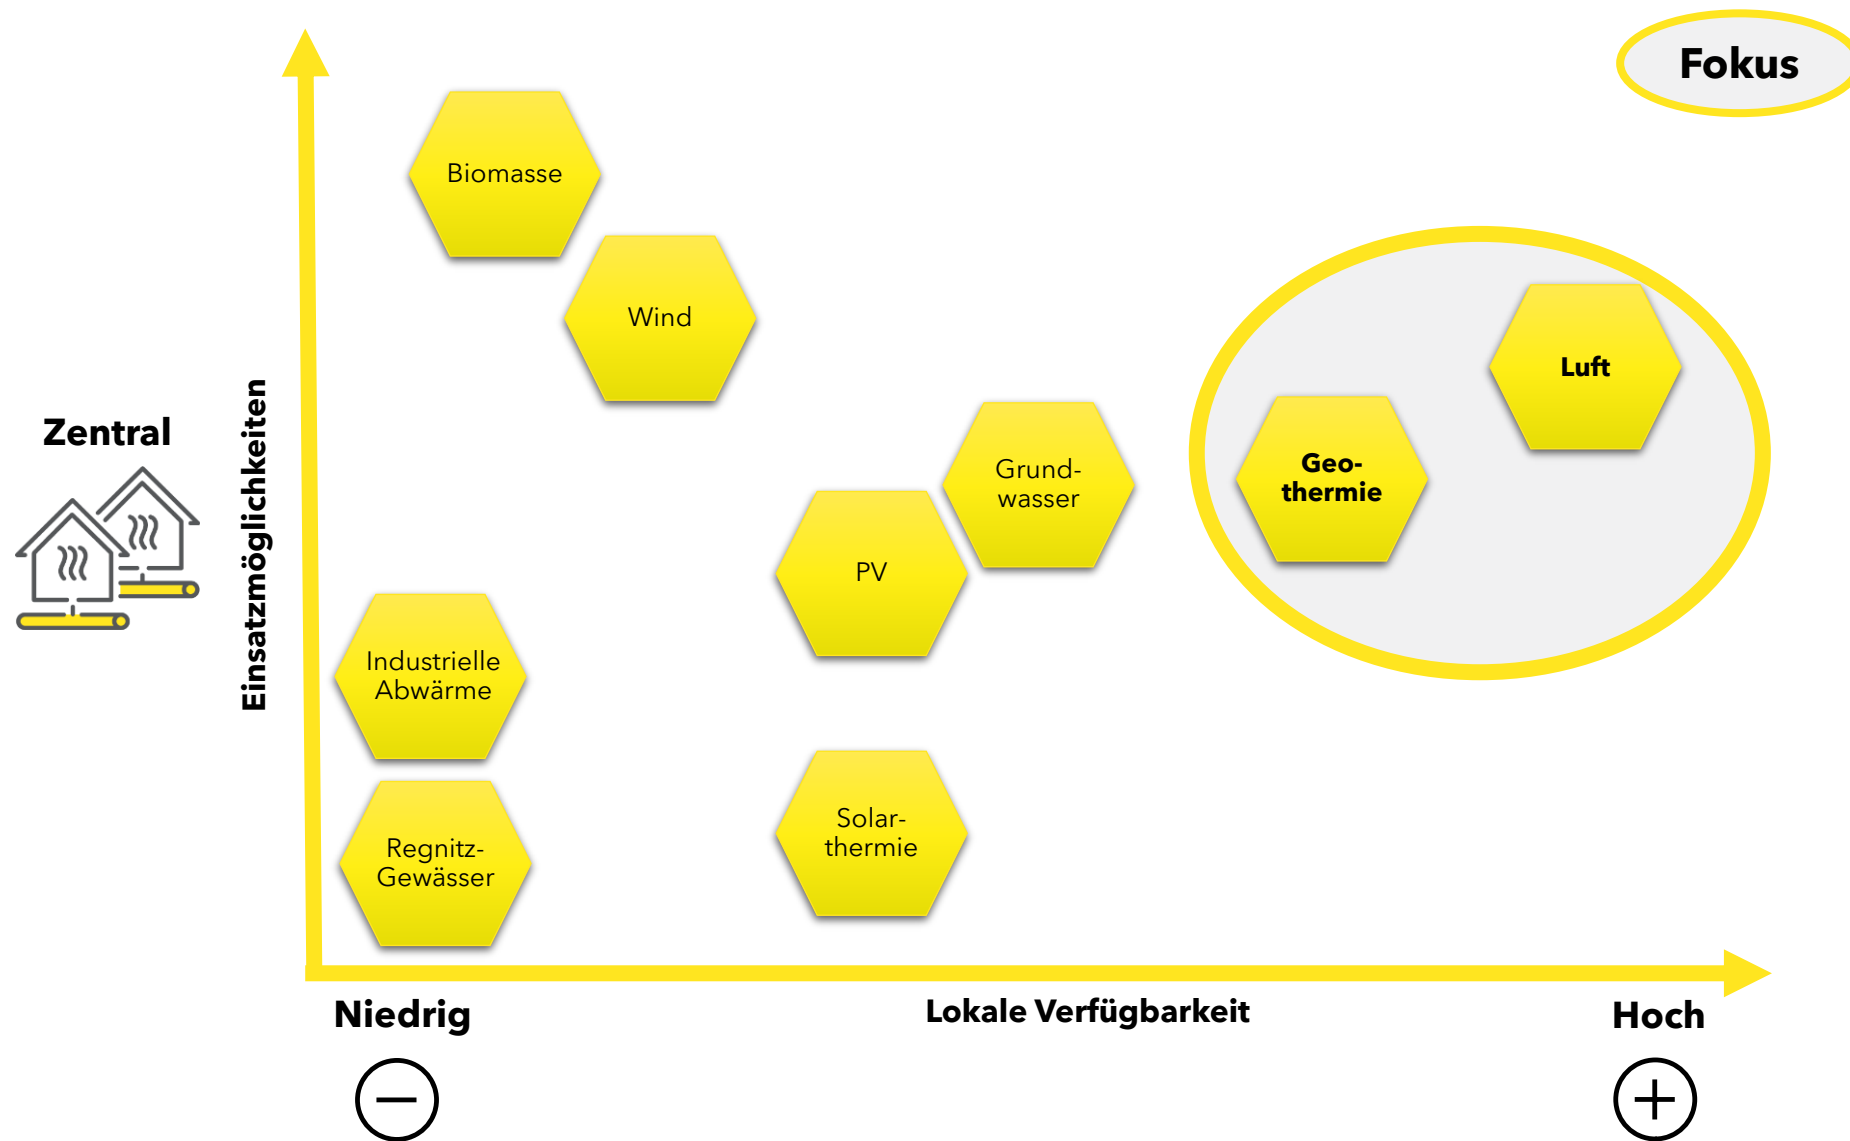 Fokus
Biomasse
Wind
Luft
Zentral
Einsatzmöglichkeiten
Grund-
wasser
Geo-
thermie
PV
Industrielle
Abwärme
Solar-
thermie
Regnitz-
Gewässer
Niedrig
Lokale Verfügbarkeit
Hoch